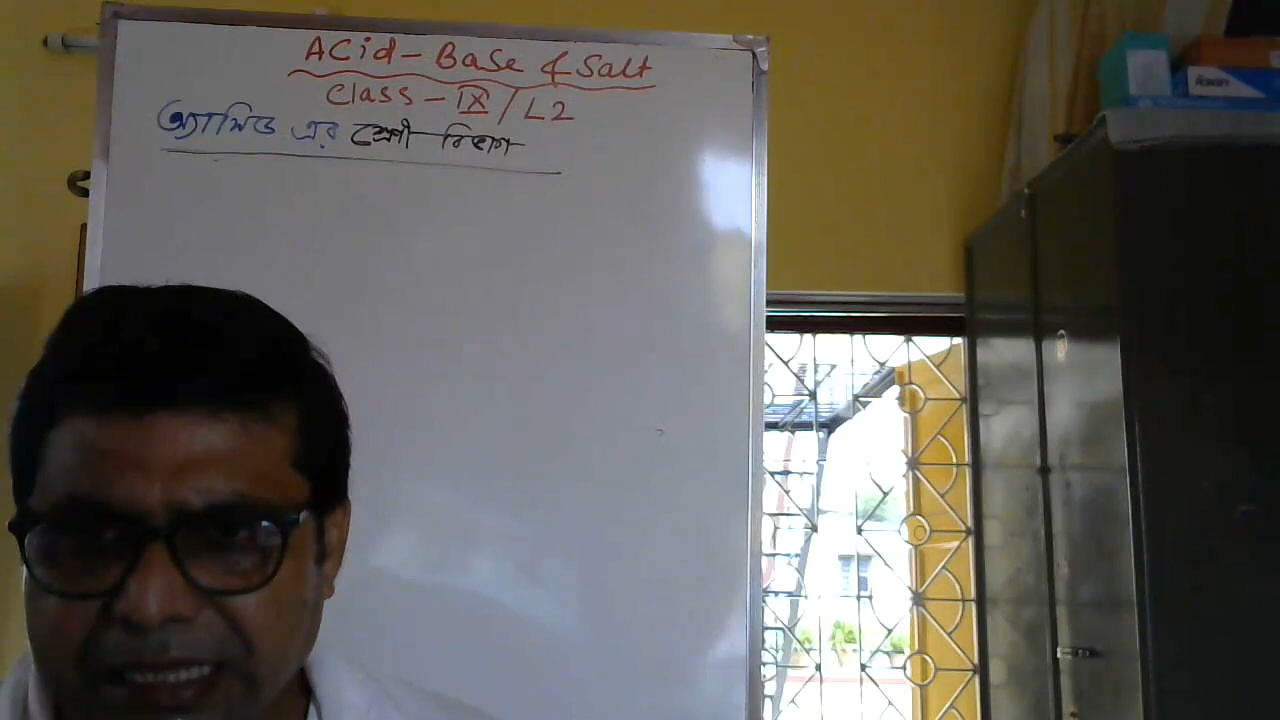 Acid - Base & Salt
Class - IX / L2
অ্যাসিড এর শ্রেণী বিভাগ